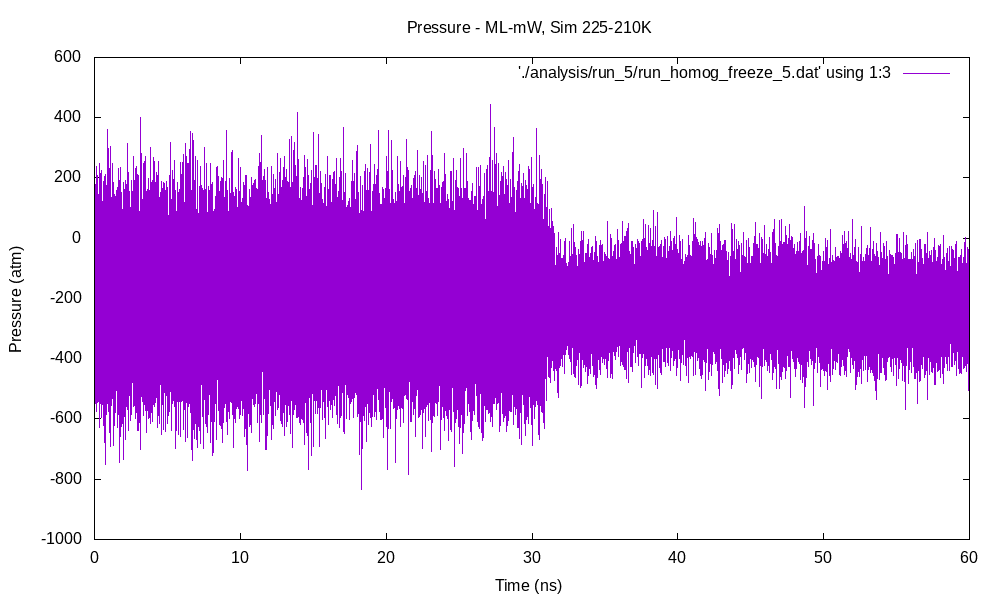 Pressure - ML-mW, Sim 225-210K
'./analysis/run_5/run_homog_freeze_5.dat' using 1:3
600
400
200
0
-200
-400
-600
-800
-1000
Pressure (atm)
0 10 20 30 40 50 60
Time (ns)